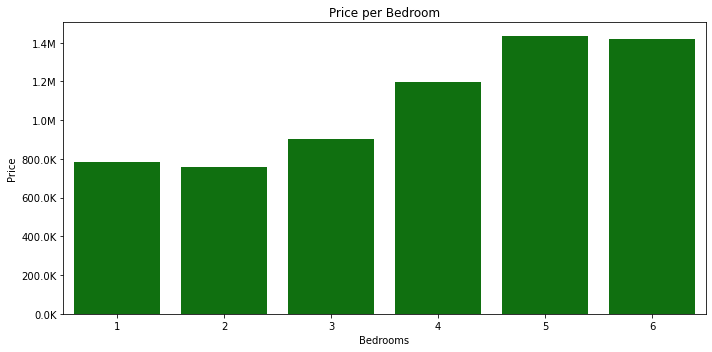 Price per Bedroom
1.4M
1.2M
1.0M
800.0K
600.0K
400.0K
200.0K
0.0K
Price
1 2 3 4 5 6
Bedrooms